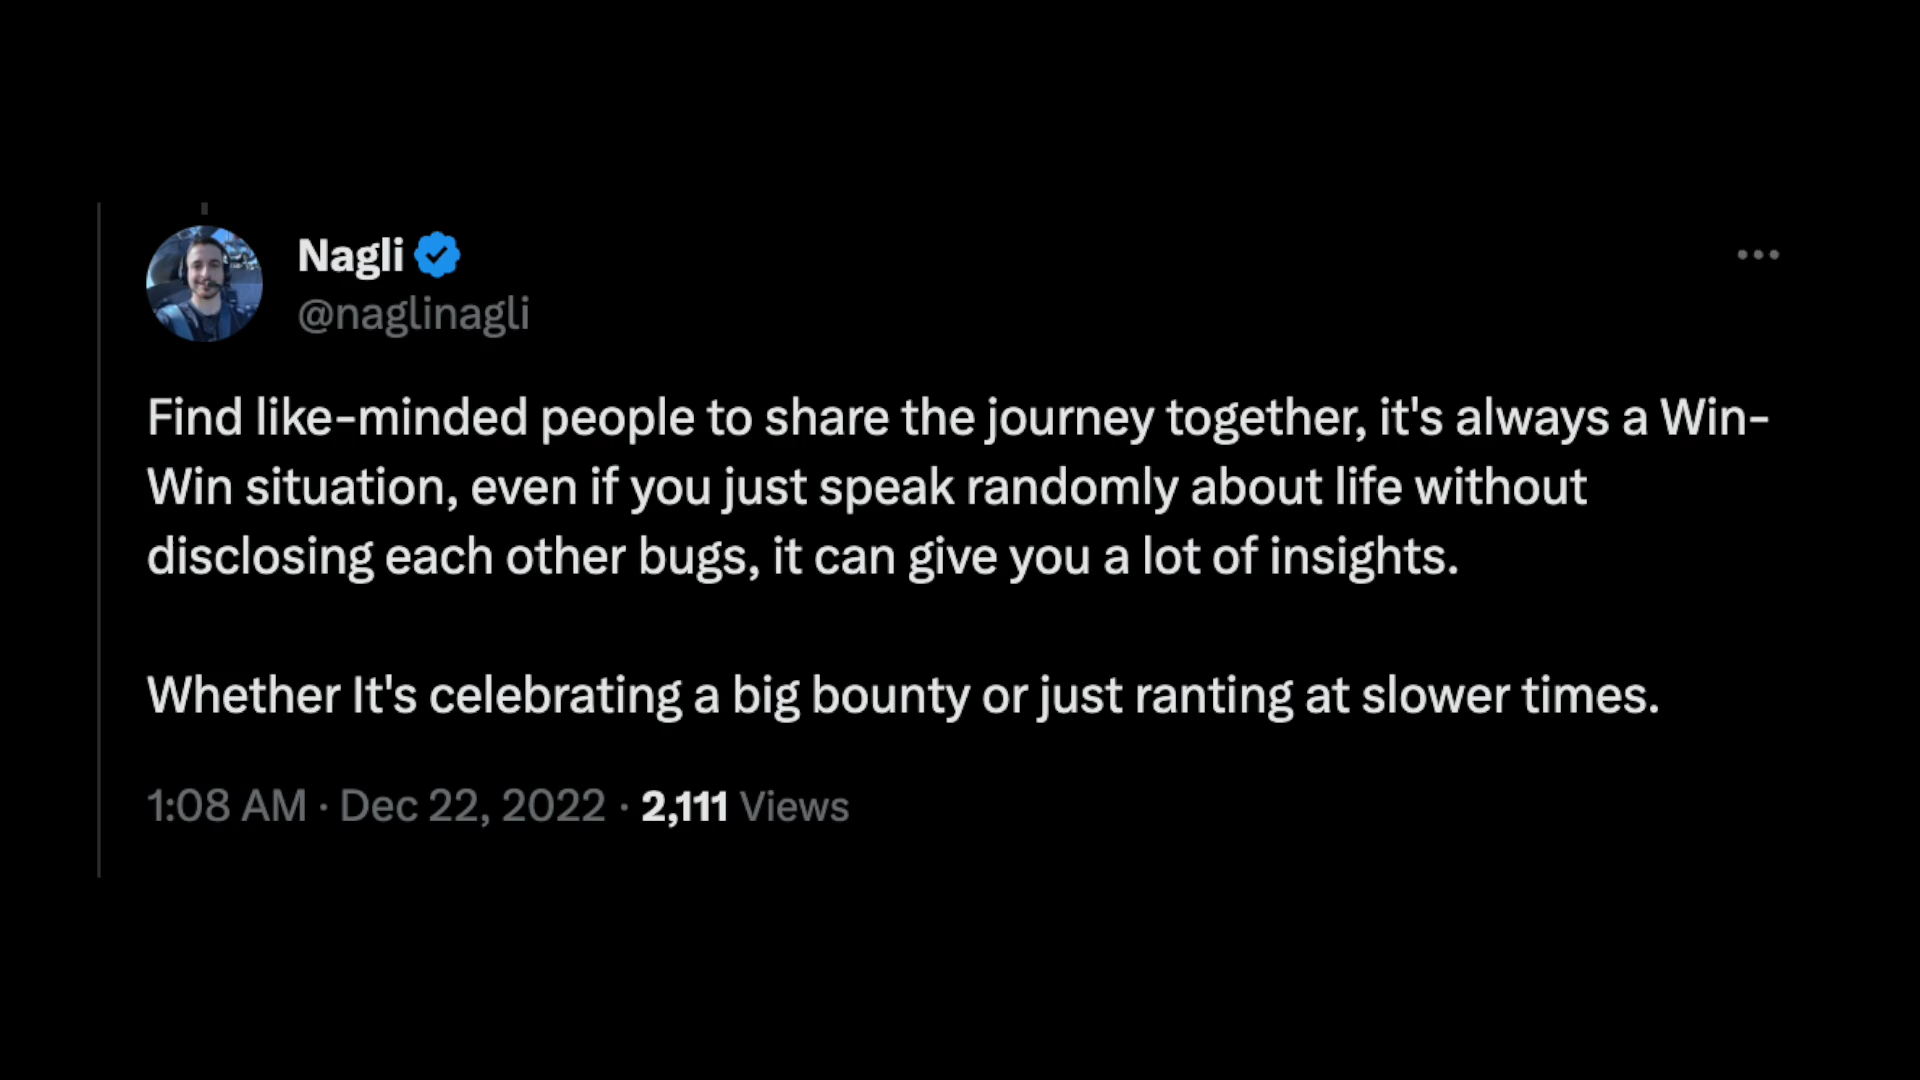 Nagli
@naglinagli
Find like-minded people to share the journey together, it's always a Win-
Win situation, even if you just speak randomly about life without
disclosing each other bugs, it can give you a lot of insights.
Whether It's celebrating a big bounty or just ranting at slower times.
1:08 AM · Dec 22, 2022 · 2,111 Views